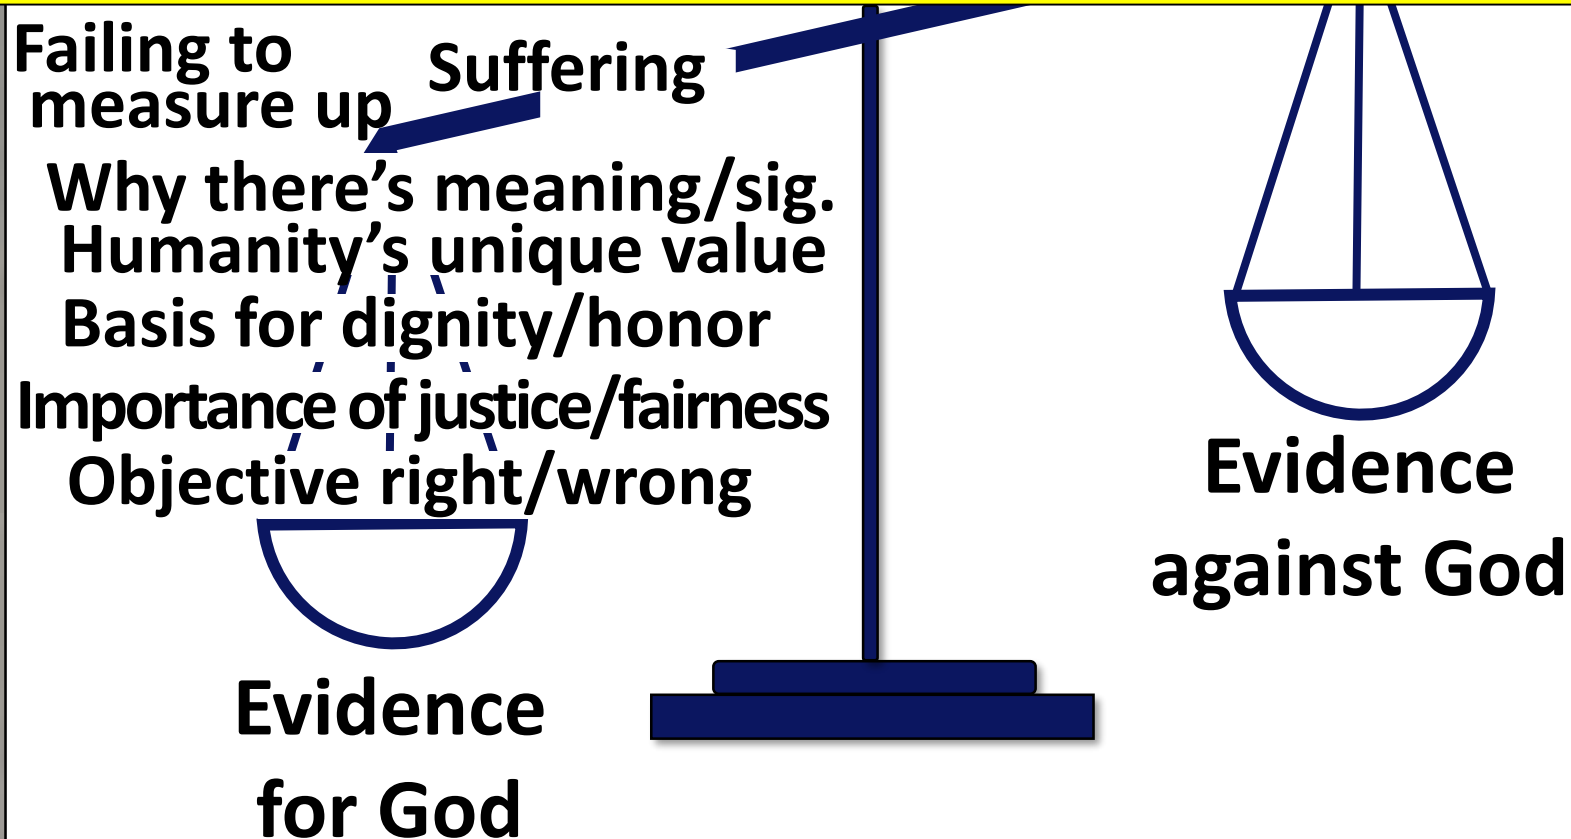 Failing to
measure up
Suffering
Why there’s meaning/sig.
Humanity’s unique value
Basis for dignity/honor
Importance of justice/fairness
Objective right/wrong
Evidence
for God
Evidence
against God